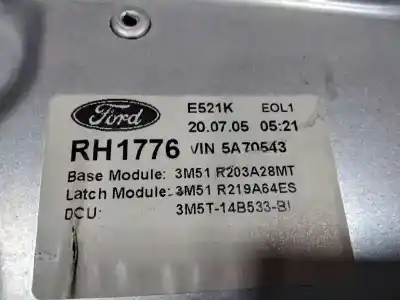 Ford E521K EOL1
20.07.05 05:21
RH1776 VIN 5A70543
Base Module: 3M51 R203A28MT
Latch Module: 3M51 R219A64ES
DCU: 3M5T-14B533-BI